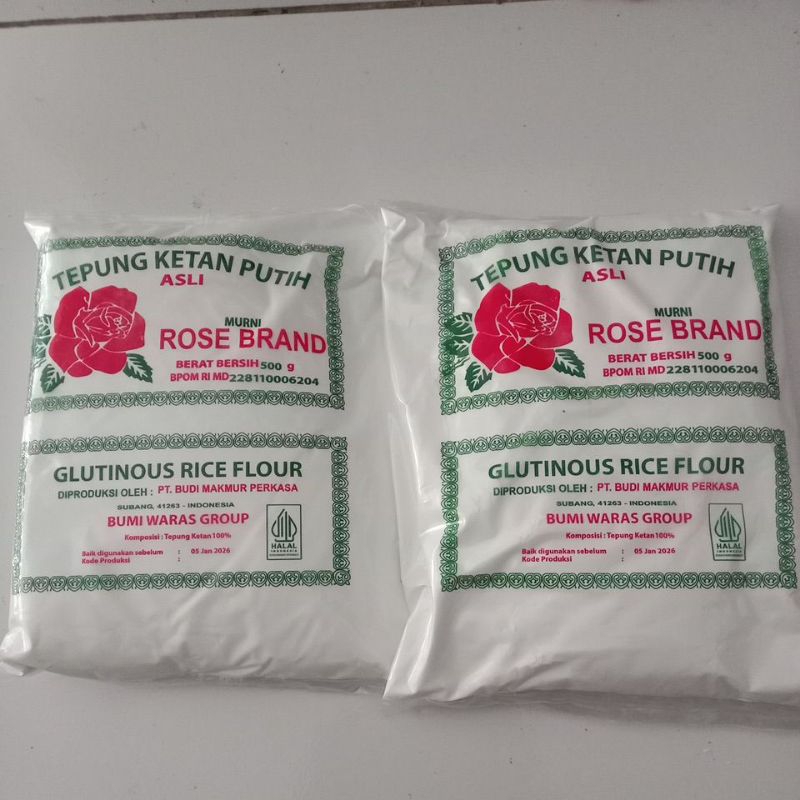 TEPUNG KETAN PUTIH
ASLI
MURNI
ROSE BRAND
BERAT BERSIH 500 g
BPOM RI MD 228110006204
GLUTINOUS RICE FLOUR
DIPRODUKSI OLEH : PT. BUDI MAKMUR PERKASA
SUBANG, 41263 - INDONESIA
BUMI WARAS GROUP
Komposisi : Tepung Ketan 100%
Baik digunakan sebelum : 05 Jan 2026
Kode Produksi :
HALAL
INDONESIA
TEPUNG KETAN PUTIH
ASLI
MURNI
ROSE BRAND
BERAT BERSIH 500 g
BPOM RI MD 228110006204
GLUTINOUS RICE FLOUR
DIPRODUKSI OLEH : PT. BUDI MAKMUR PERKASA
SUBANG, 41263 - INDONESIA
BUMI WARAS GROUP
Komposisi : Tepung Ketan 100%
Baik digunakan sebelum : 05 Jan 2026
Kode Produksi :
HALAL
INDONESIA